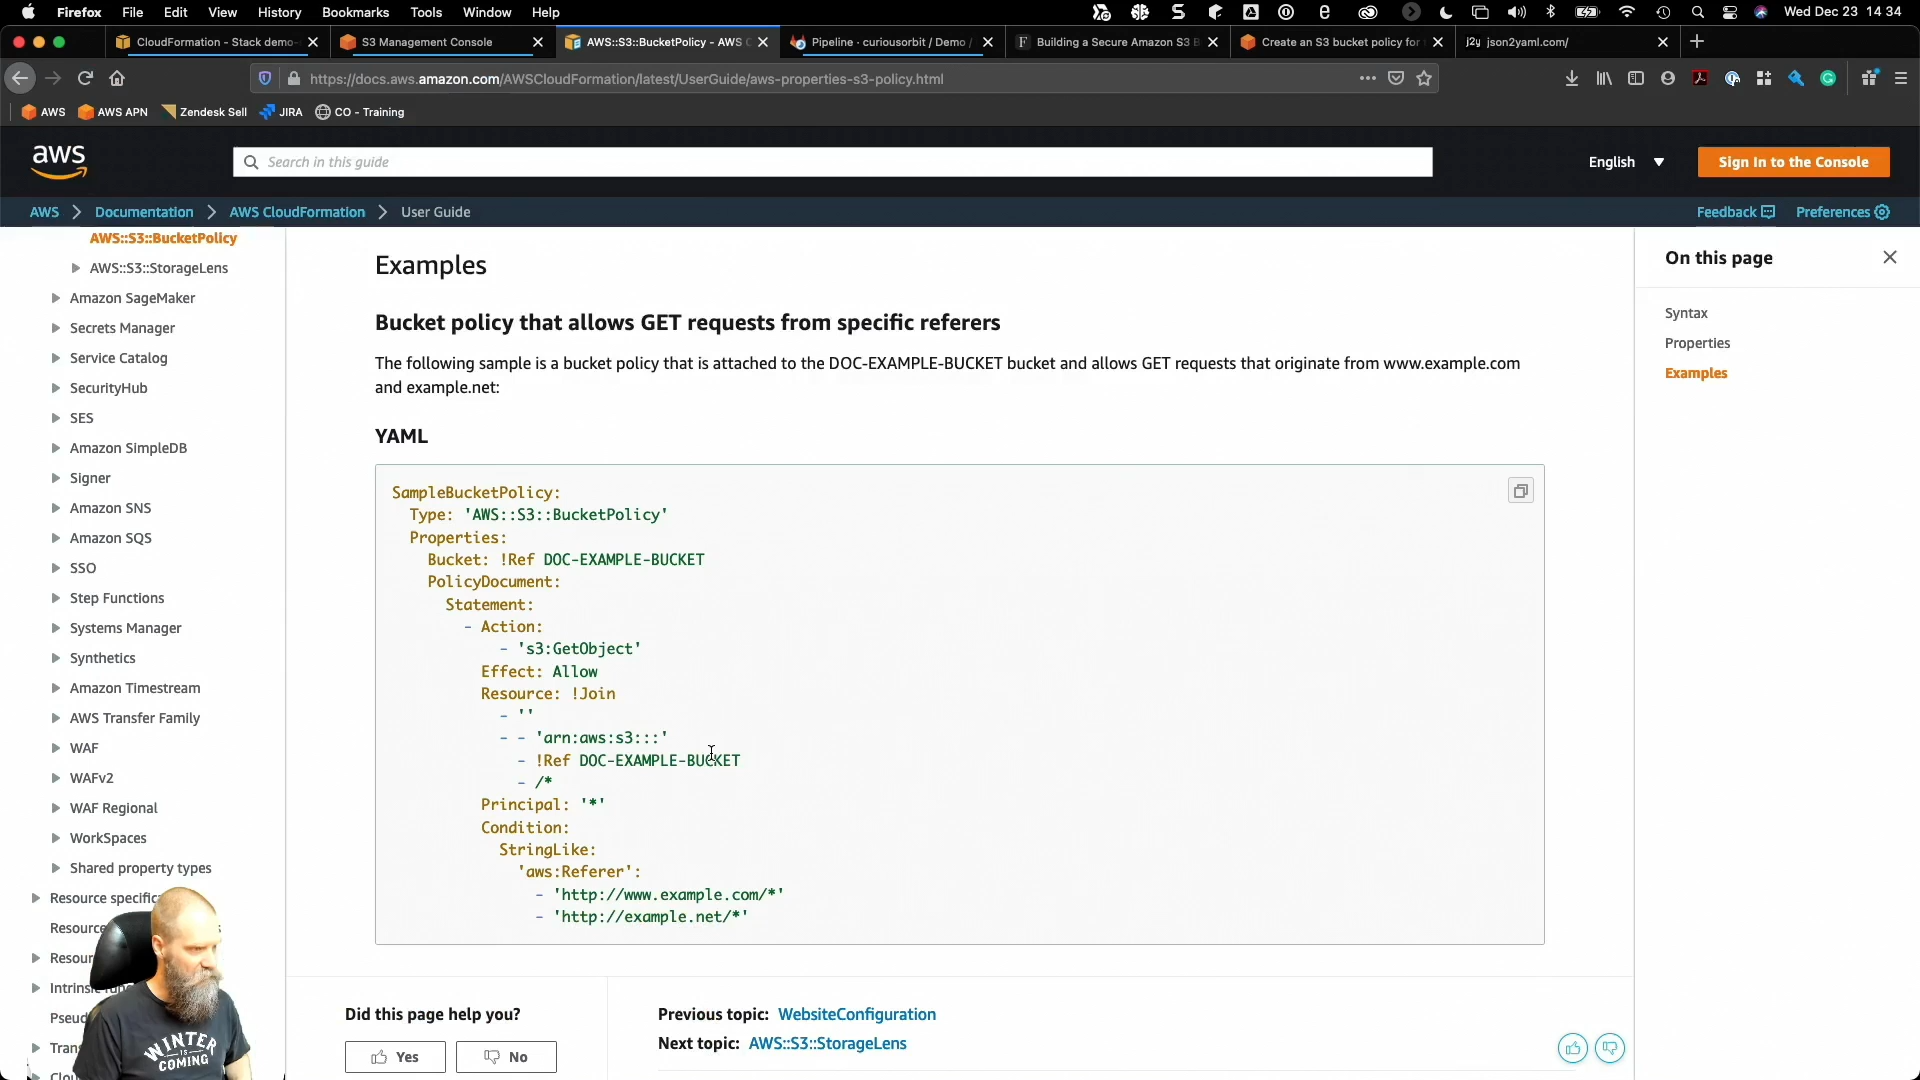 Firefox File Edit View History Bookmarks Tools Window Help Wed Dec 23 14 34
CloudFormation - Stack demo-
S3 Management Console
AWS::S3::BucketPolicy - AWS C
Pipeline · curiousorbit / Demo /
Building a Secure Amazon S3 B
Create an S3 bucket policy for
j2y json2yaml.com/
https://docs.aws.amazon.com/AWSCloudFormation/latest/UserGuide/aws-properties-s3-policy.html
AWS AWS APN Zendesk Sell JIRA CO - Training
aws
Search in this guide
English
Sign In to the Console
AWS Documentation AWS CloudFormation User Guide
Feedback Preferences
AWS::S3::BucketPolicy
AWS::S3::StorageLens
Amazon SageMaker
Secrets Manager
Service Catalog
SecurityHub
SES
Amazon SimpleDB
Signer
Amazon SNS
Amazon SQS
SSO
Step Functions
Systems Manager
Synthetics
Amazon Timestream
AWS Transfer Family
WAF
WAFv2
WAF Regional
WorkSpaces
Shared property types
Resource specific
Resource
Resour
Intrinsic func
Pseud
Trans
Clou
WINTER
IS
COMING
Examples
Bucket policy that allows GET requests from specific referers
The following sample is a bucket policy that is attached to the DOC-EXAMPLE-BUCKET bucket and allows GET requests that originate from www.example.com
and example.net:
YAML
SampleBucketPolicy:
Type: 'AWS::S3::BucketPolicy'
Properties:
Bucket: !Ref DOC-EXAMPLE-BUCKET
PolicyDocument:
Statement:
- Action:
- 's3:GetObject'
Effect: Allow
Resource: !Join
- ''
- - 'arn:aws:s3:::'
- !Ref DOC-EXAMPLE-BUCKET
- /*
Principal: '*'
Condition:
StringLike:
'aws:Referer':
- 'http://www.example.com/*'
- 'http://example.net/*'
Did this page help you?
Yes No
Previous topic: WebsiteConfiguration
Next topic: AWS::S3::StorageLens
On this page
Syntax
Properties
Examples